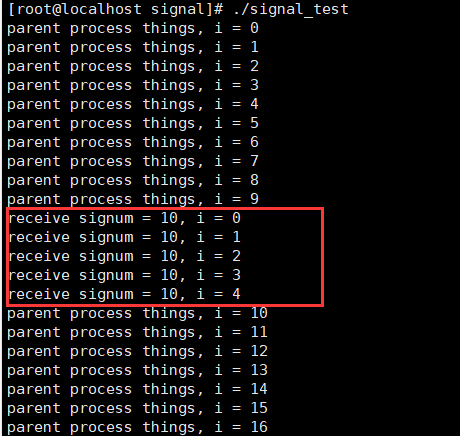 [root@localhost signal]# ./signal_test
parent process things, i = 0
parent process things, i = 1
parent process things, i = 2
parent process things, i = 3
parent process things, i = 4
parent process things, i = 5
parent process things, i = 6
parent process things, i = 7
parent process things, i = 8
parent process things, i = 9
receive signum = 10, i = 0
receive signum = 10, i = 1
receive signum = 10, i = 2
receive signum = 10, i = 3
receive signum = 10, i = 4
parent process things, i = 10
parent process things, i = 11
parent process things, i = 12
parent process things, i = 13
parent process things, i = 14
parent process things, i = 15
parent process things, i = 16